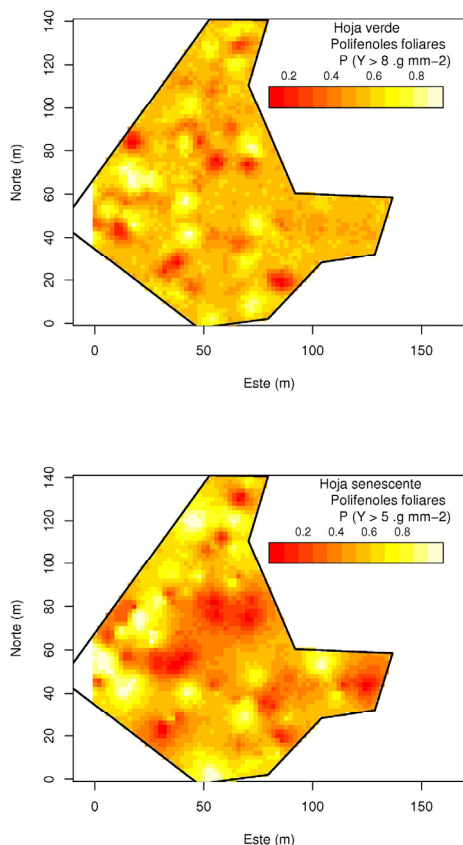 Hoja verde
Polifenoles foliares
P (Y > 8 .g mm−2)
0.2 0.4 0.6 0.8
Norte (m)
0 20 40 60 80 100 120 140
0 50 100 150
Este (m)
Hoja senescente
Polifenoles foliares
P (Y > 5 .g mm−2)
0.2 0.4 0.6 0.8
Norte (m)
0 20 40 60 80 100 120 140
0 50 100 150
Este (m)